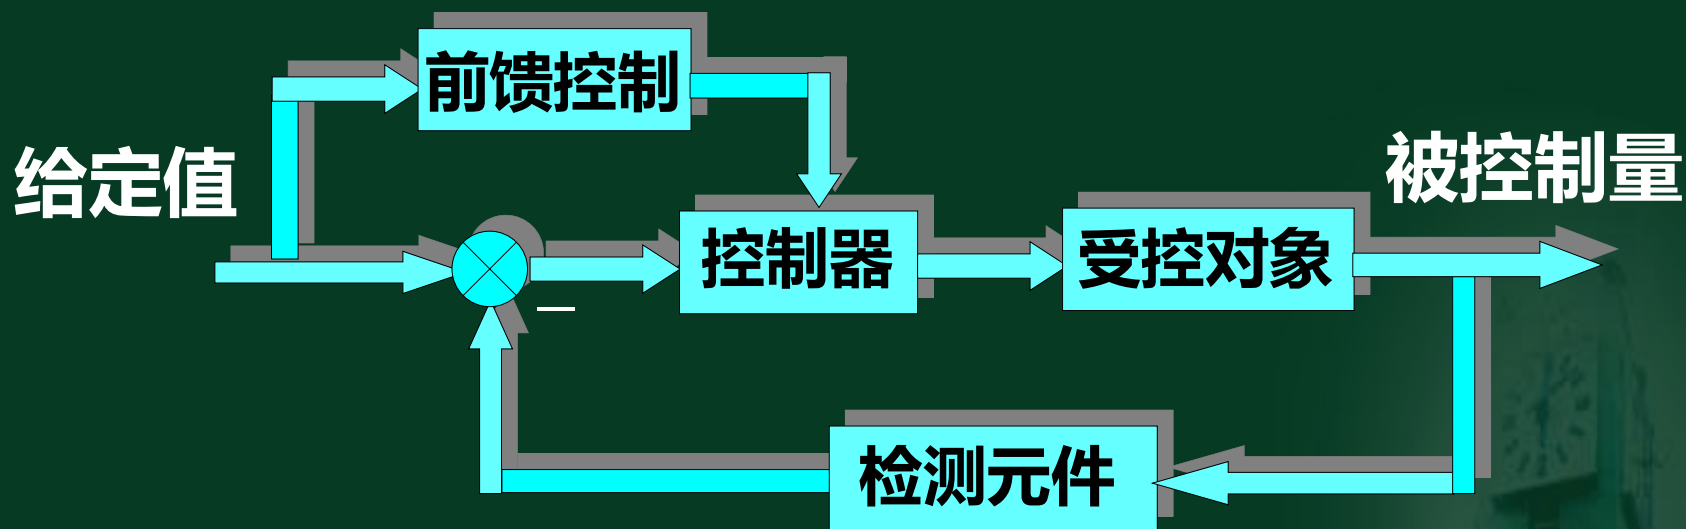 前馈控制
给定值
被控制量
控制器
受控对象
−
检测元件